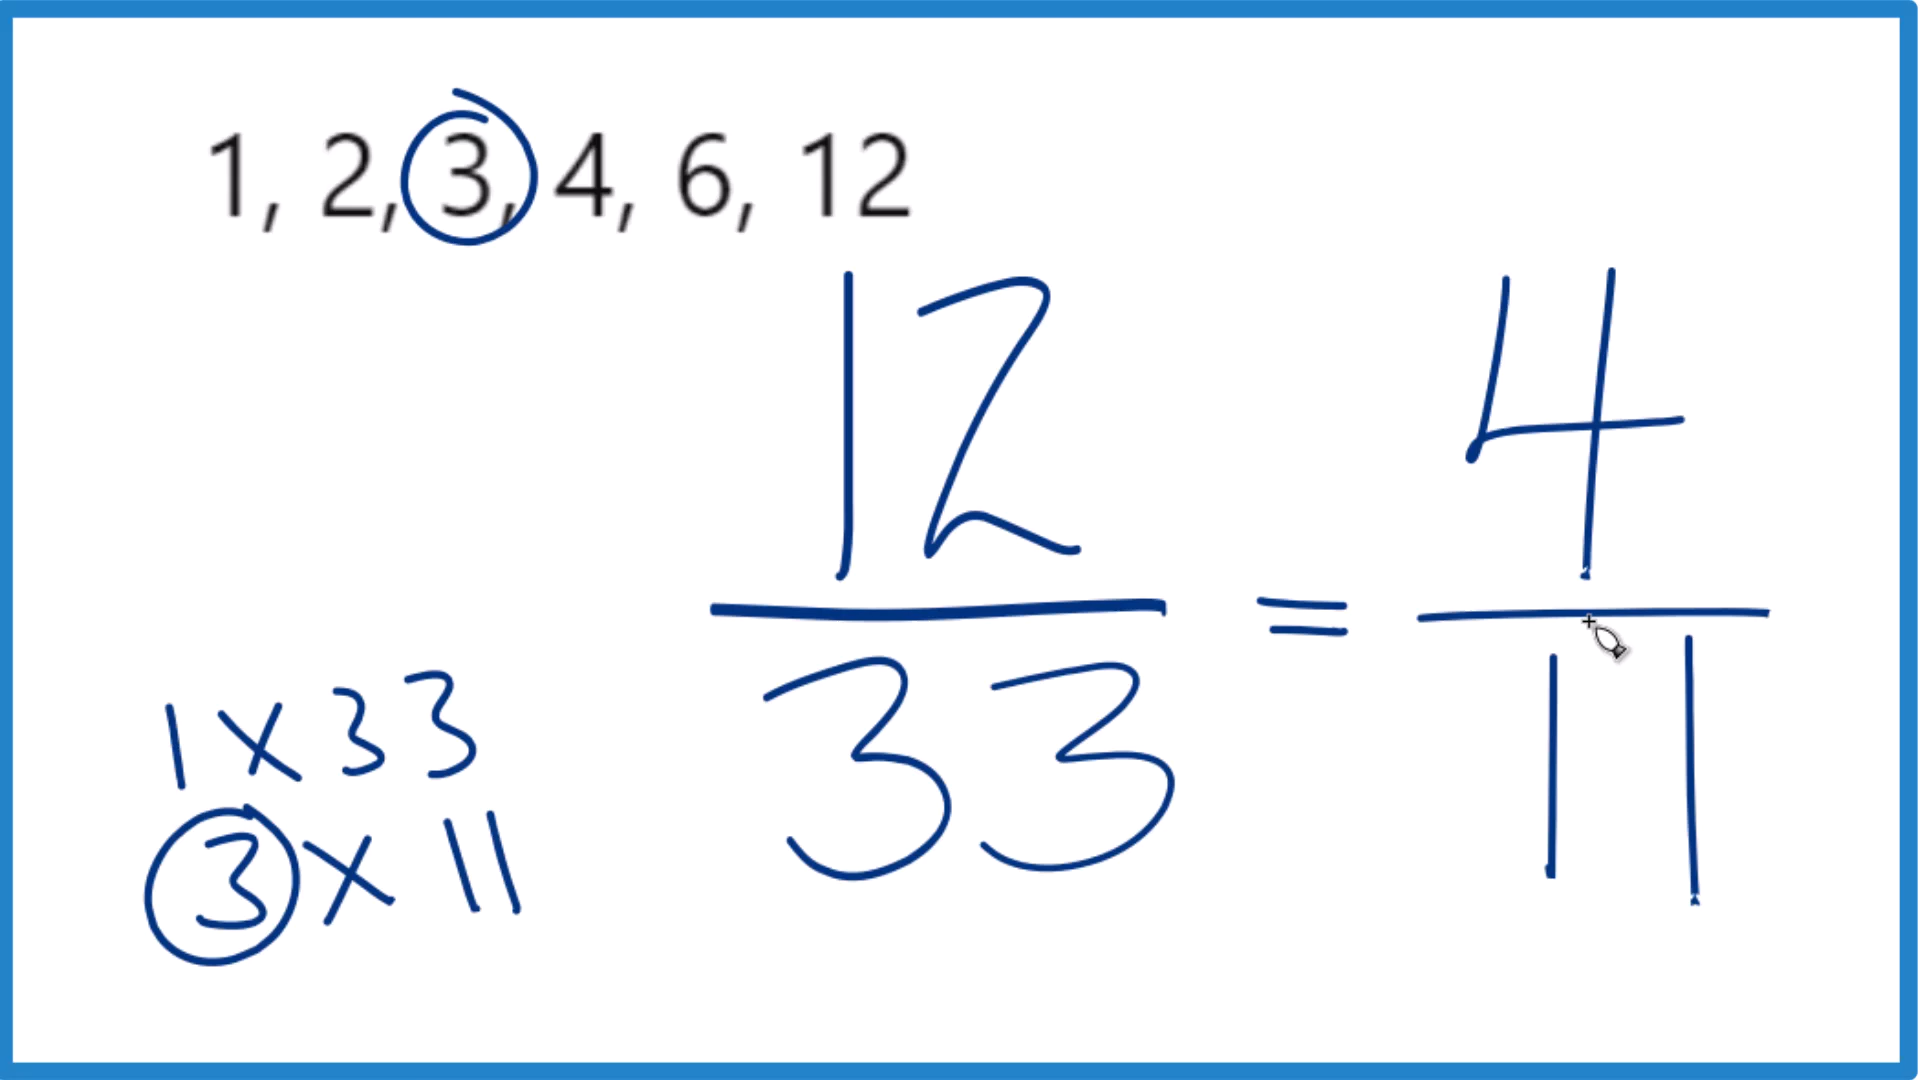 1, 2, 3, 4, 6, 12
12/33 = 4/11
1 x 33
3 x 11